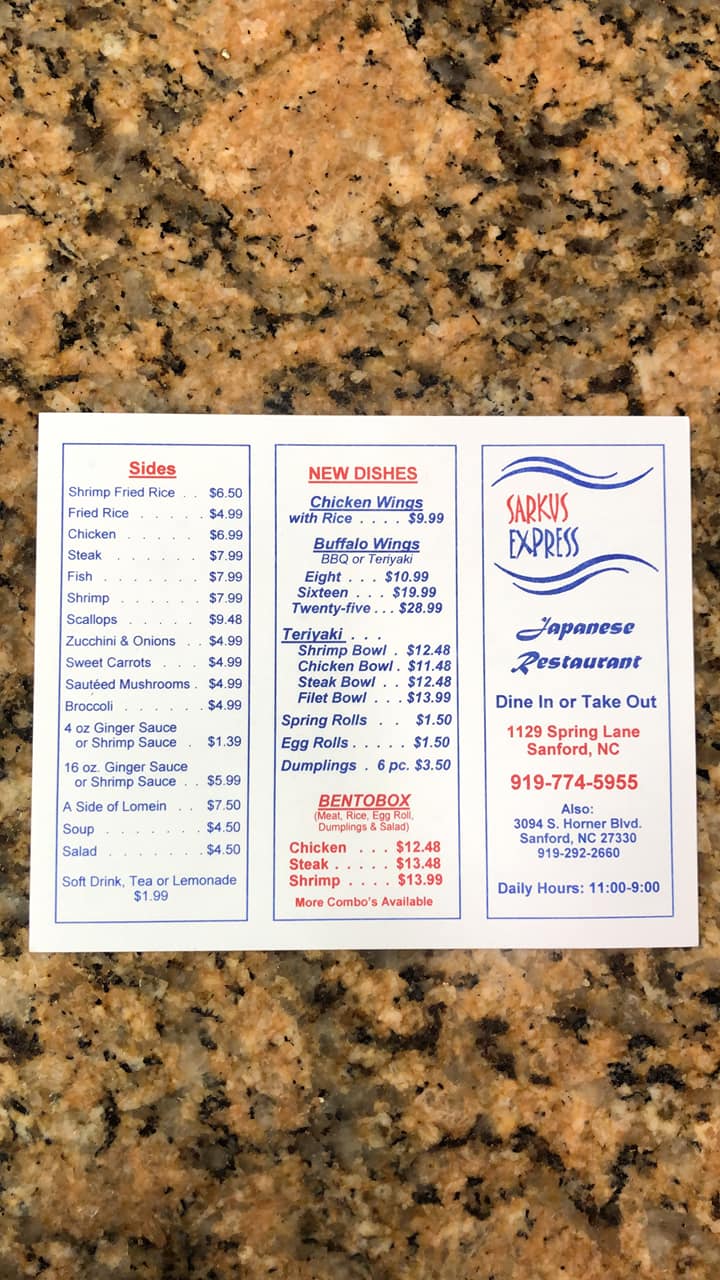 Sides
Shrimp Fried Rice . . $6.50
Fried Rice . . . . . $4.99
Chicken . . . . . $6.99
Steak . . . . . . $7.99
Fish . . . . . . . $7.99
Shrimp . . . . . . $7.99
Scallops . . . . . $9.48
Zucchini & Onions . . $4.99
Sweet Carrots . . . $4.99
Sautéed Mushrooms . $4.99
Broccoli . . . . . . $4.99
4 oz Ginger Sauce
or Shrimp Sauce . $1.39
16 oz. Ginger Sauce
or Shrimp Sauce . . $5.99
A Side of Lomein . . $7.50
Soup . . . . . . . $4.50
Salad . . . . . . . $4.50
Soft Drink, Tea or Lemonade
$1.99
NEW DISHES
Chicken Wings
with Rice . . . . $9.99
Buffalo Wings
BBQ or Teriyaki
Eight . . . $10.99
Sixteen . . . $19.99
Twenty-five . . . $28.99
Teriyaki . . .
Shrimp Bowl . $12.48
Chicken Bowl . $11.48
Steak Bowl . . $12.48
Filet Bowl . . . $13.99
Spring Rolls . . $1.50
Egg Rolls . . . . . $1.50
Dumplings . 6 pc. $3.50
BENTOBOX
(Meat, Rice, Egg Roll,
Dumplings & Salad)
Chicken . . . $12.48
Steak . . . . . $13.48
Shrimp . . . . $13.99
More Combo's Available
SARKUS
EXPRESS
Japanese
Restaurant
Dine In or Take Out
1129 Spring Lane
Sanford, NC
919-774-5955
Also:
3094 S. Horner Blvd.
Sanford, NC 27330
919-292-2660
Daily Hours: 11:00-9:00